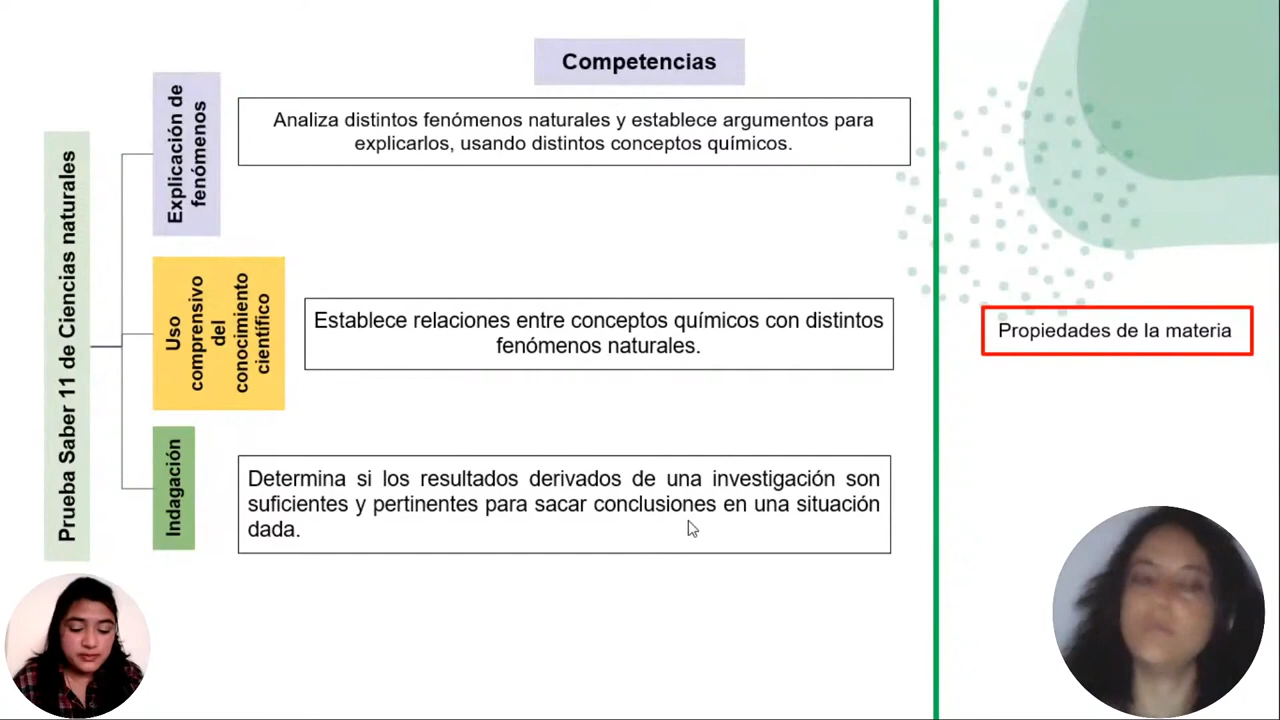 Competencias
Prueba Saber 11 de Ciencias naturales
Explicación de
fenómenos
Analiza distintos fenómenos naturales y establece argumentos para
explicarlos, usando distintos conceptos químicos.
Uso
comprensivo
del
conocimiento
científico
Establece relaciones entre conceptos químicos con distintos
fenómenos naturales.
Indagación
Determina si los resultados derivados de una investigación son
suficientes y pertinentes para sacar conclusiones en una situación
dada.
Propiedades de la materia